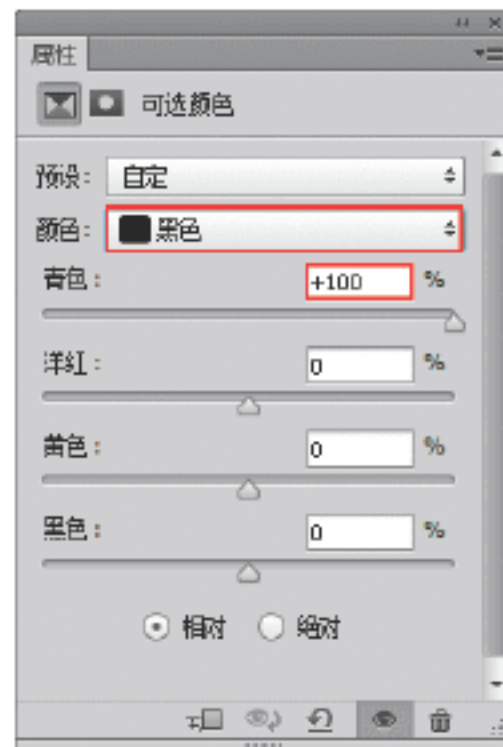 属性
可选颜色
预设： 自定
颜色： 黑色
青色： +100 %
洋红： 0 %
黄色： 0 %
黑色： 0 %
相对 绝对